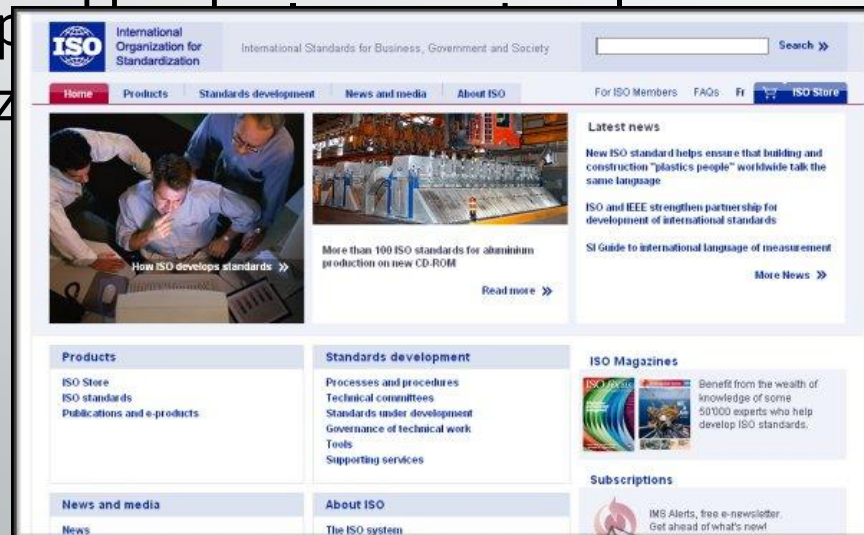 International
Organization for
Standardization
ISO
International Standards for Business, Government and Society
Search »
Home
Products
Standards development
News and media
About ISO
For ISO Members
FAQs
Fr
ISO Store
How ISO develops standards »
More than 100 ISO standards for aluminium
production on new CD-ROM
Read more »
Latest news
New ISO standard helps ensure that building and
construction "plastics people" worldwide talk the
same language
ISO and IEEE strengthen partnership for
development of international standards
SI Guide to international language of measurement
More News »
Products
ISO Store
ISO standards
Publications and e-products
Standards development
Processes and procedures
Technical committees
Standards under development
Governance of technical work
Tools
Supporting services
ISO Magazines
Benefit from the wealth of
knowledge of some
50'000 experts who help
develop ISO standards.
Subscriptions
IMS Alerts, free e-newsletter.
Get ahead of what's new!
News and media
News
About ISO
The ISO system